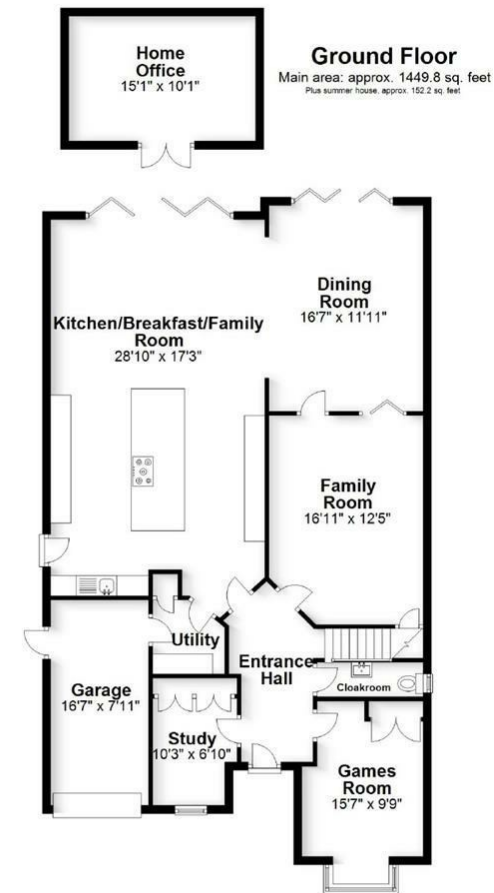 Home
Office
15'1" x 10'1"
Ground Floor
Main area: approx. 1449.8 sq. feet
Plus summer house, approx. 152.2 sq. feet
Dining
Room
16'7" x 11'11"
Kitchen/Breakfast/Family
Room
28'10" x 17'3"
Family
Room
16'11" x 12'5"
Utility
Entrance
Hall
Cloakroom
Garage
16'7" x 7'11"
Study
10'3" x 6'10"
Games
Room
15'7" x 9'9"